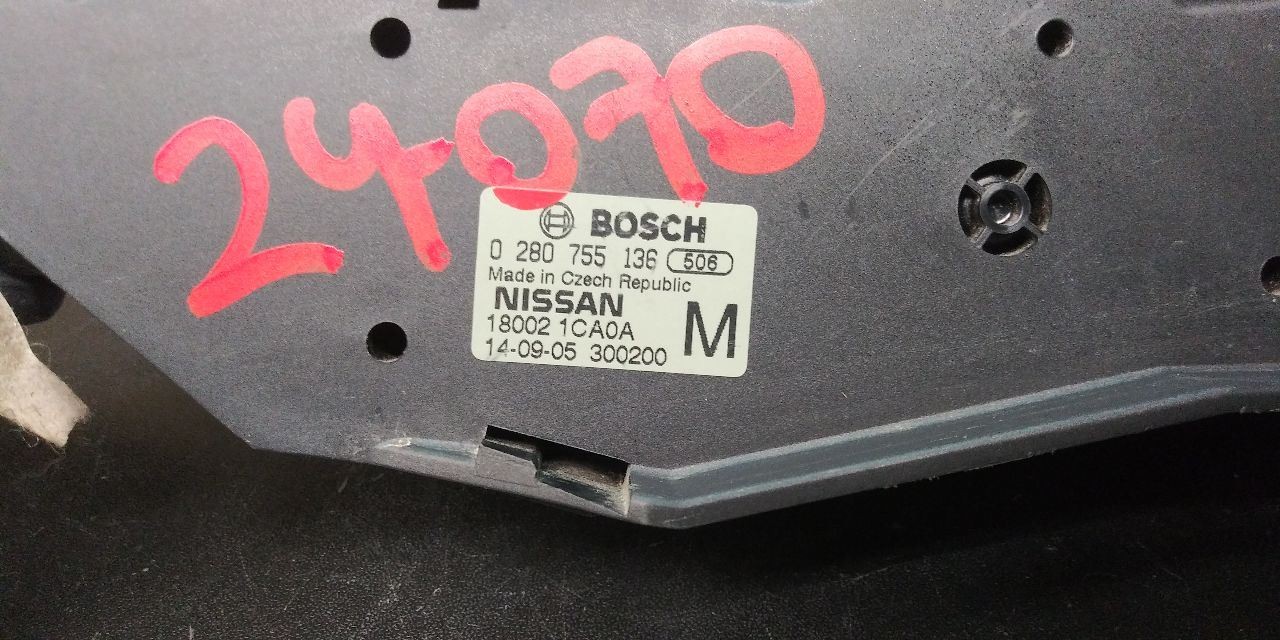 24070
BOSCH
0 280 755 136 506
Made in Czech Republic
NISSAN
18002 1CA0A
M
14-09-05 300200